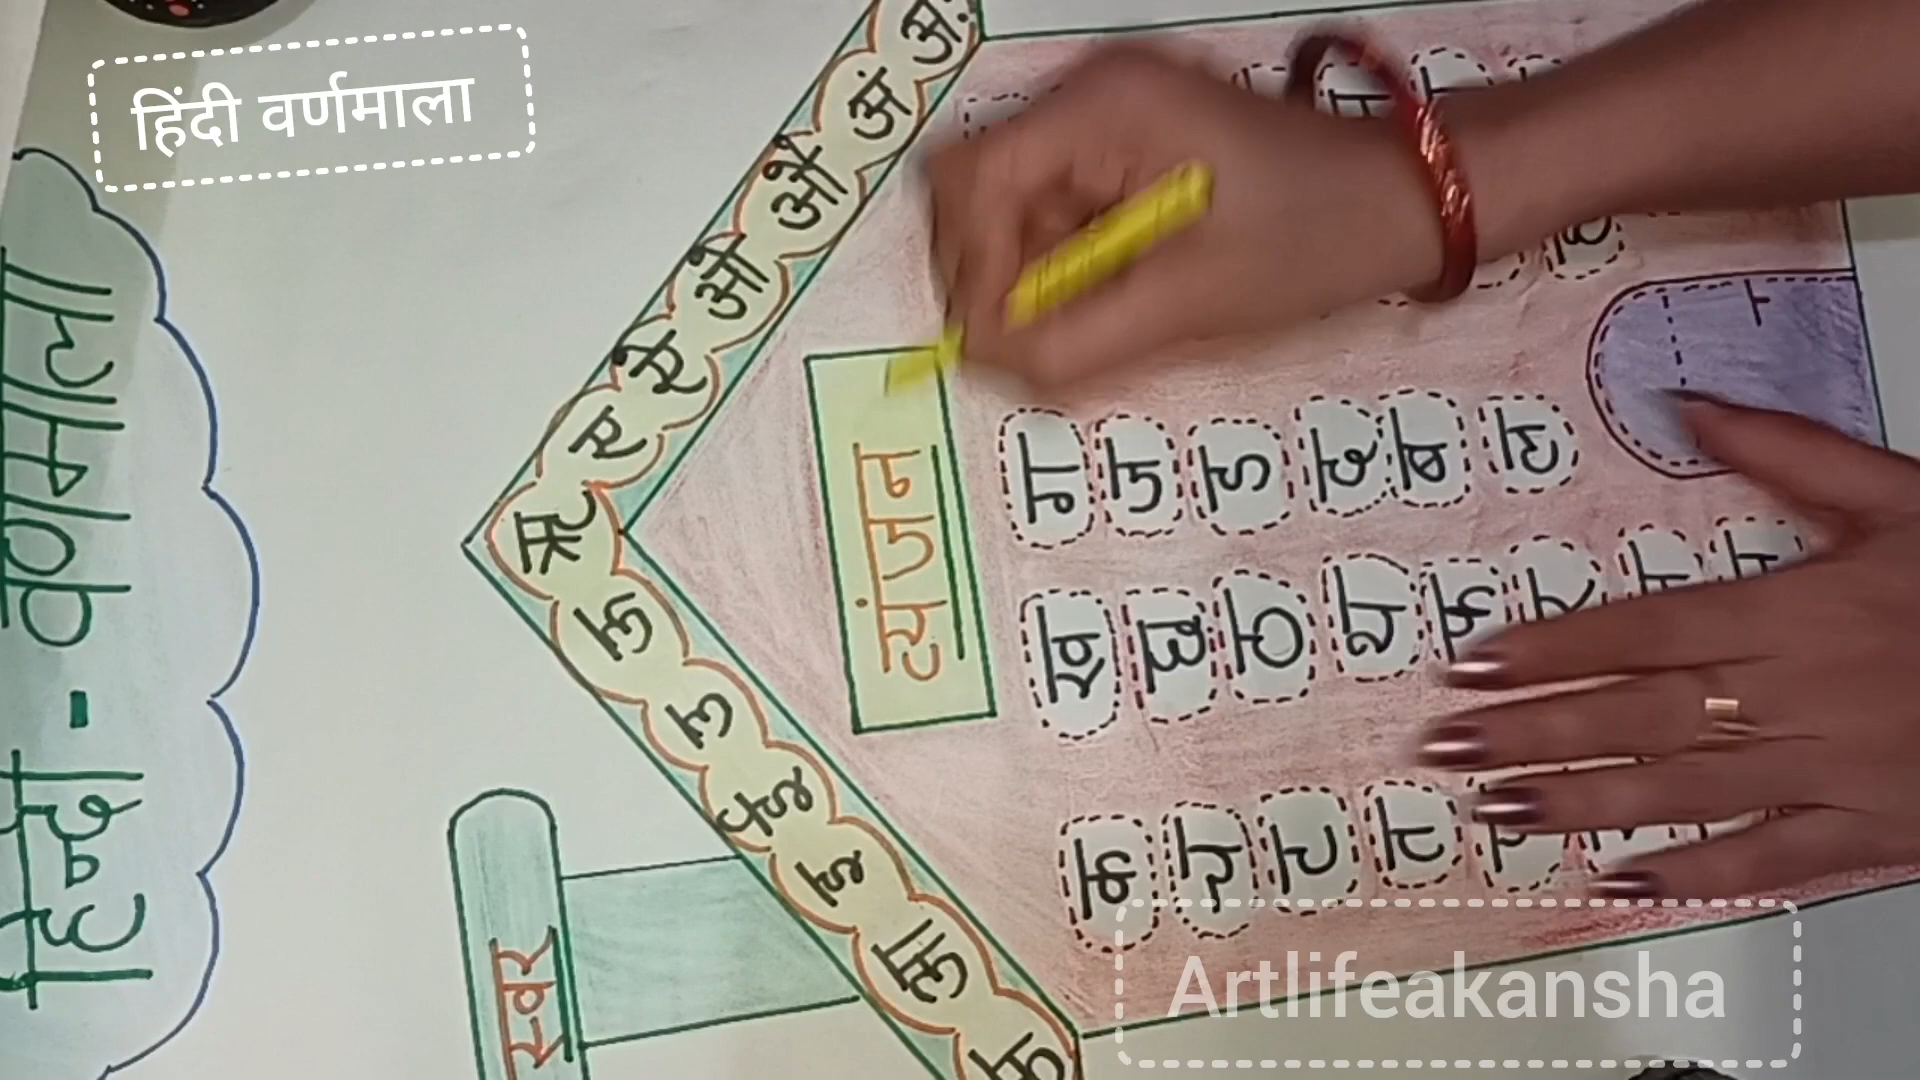 हिंदी वर्णमाला
हिन्दी - वर्णमाला
स्वर
आ इ ई उ ऊ ऋ ए ऐ ओ औ अं अः
व्यंजन
क ख ग
च छ ज
ट ठ ड
त थ द
फ ब
र ल
Artlifeakansha